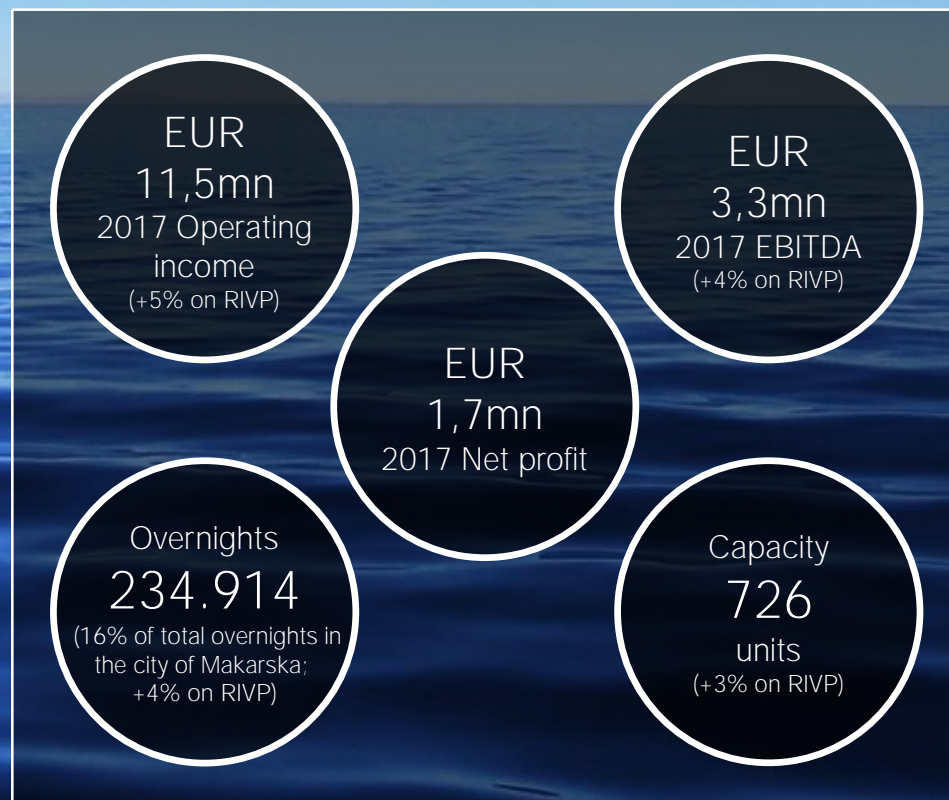 EUR
11,5mn
2017 Operating
income
(+5% on RIVP)
EUR
3,3mn
2017 EBITDA
(+4% on RIVP)
EUR
1,7mn
2017 Net profit
Overnights
234.914
(16% of total overnights in
the city of Makarska;
+4% on RIVP)
Capacity
726
units
(+3% on RIVP)